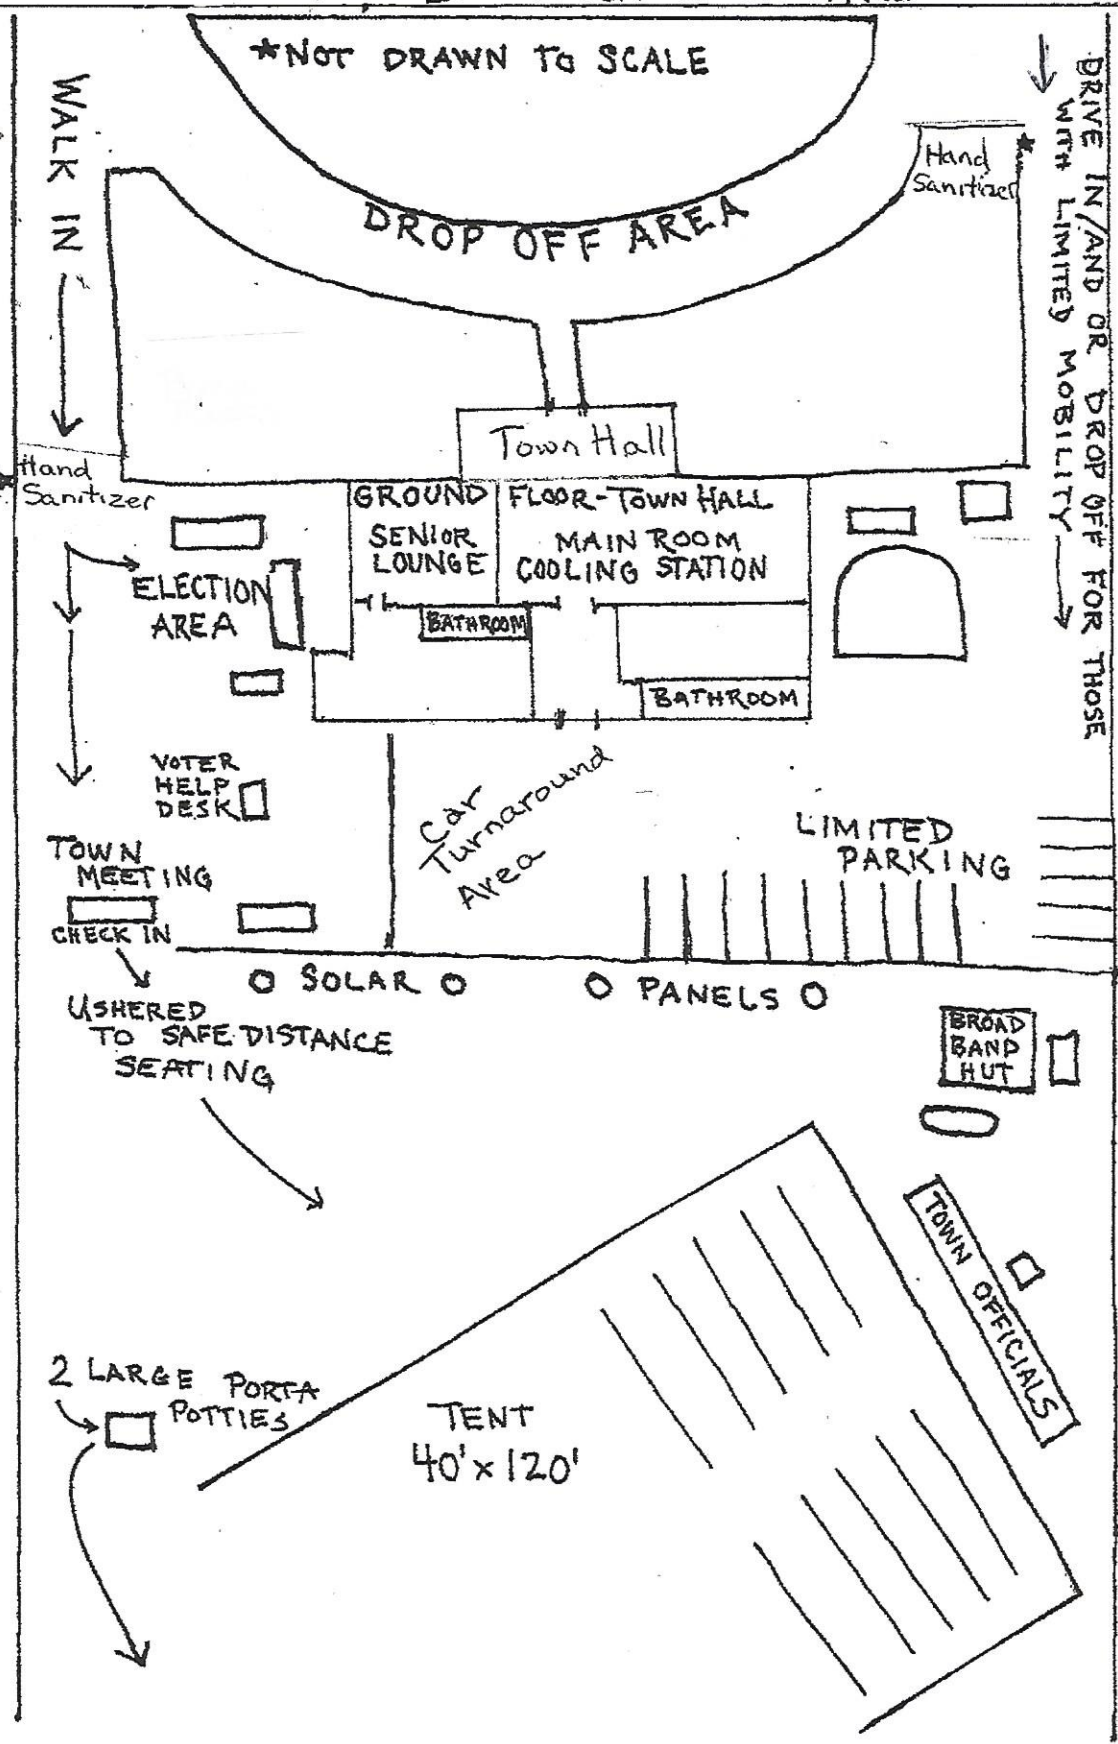 *NOT DRAWN TO SCALE
WALK IN
DRIVE IN/AND OR DROP OFF FOR THOSE
WITH LIMITED MOBILITY
Hand
Sanitizer
DROP OFF AREA
Town Hall
Hand
Sanitizer
GROUND FLOOR-TOWN HALL
SENIOR
LOUNGE
MAIN ROOM
COOLING STATION
ELECTION
AREA
BATHROOM
BATHROOM
VOTER
HELP
DESK
Car
Turnaround
Area
LIMITED
PARKING
TOWN
MEETING
CHECK IN
SOLAR PANELS
USHERED
TO SAFE DISTANCE
SEATING
BROAD
BAND
HUT
TOWN OFFICIALS
2 LARGE PORTA
POTTIES
TENT
40'x120'